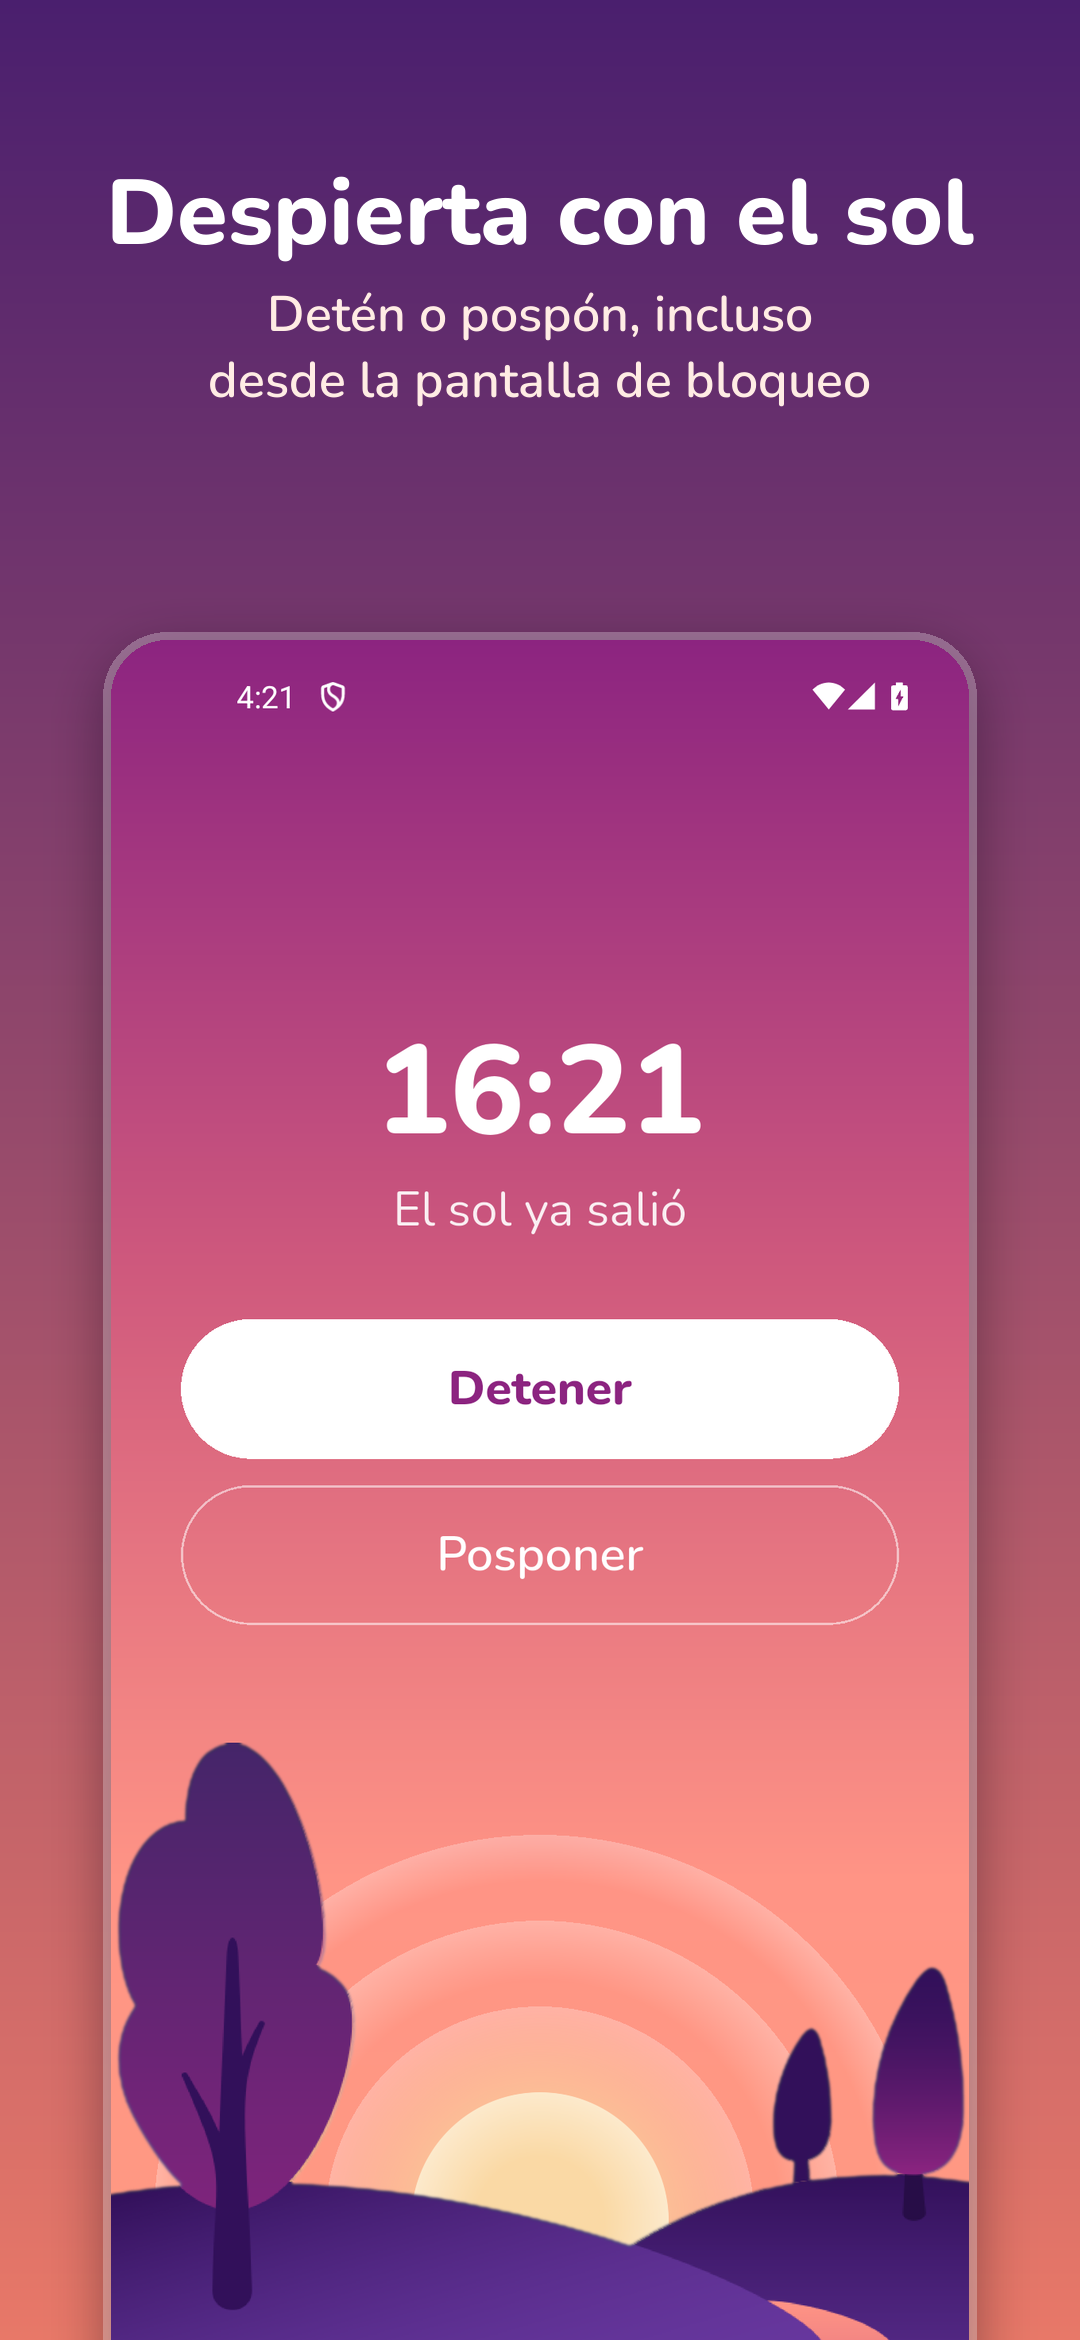 Despierta con el sol
Detén o pospón, incluso
desde la pantalla de bloqueo
4:21
16:21
El sol ya salió
Detener
Posponer